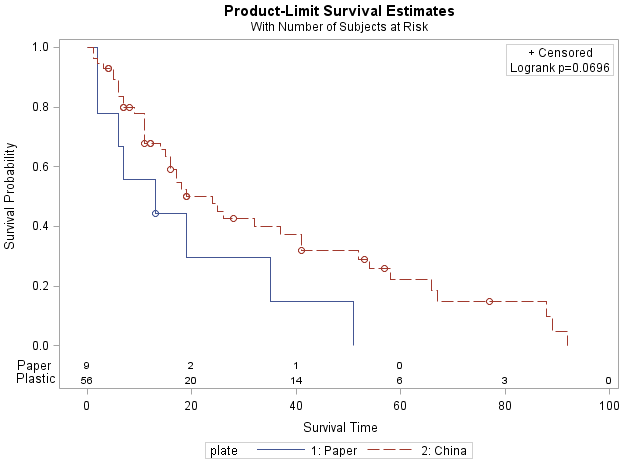 Product-Limit Survival Estimates
With Number of Subjects at Risk
+ Censored
Logrank p=0.0696
1.0
0.8
0.6
0.4
0.2
0.0
Survival Probability
Paper 9 2 1 0
Plastic 56 20 14 6 3 0
0 20 40 60 80 100
Survival Time
plate 1: Paper 2: China